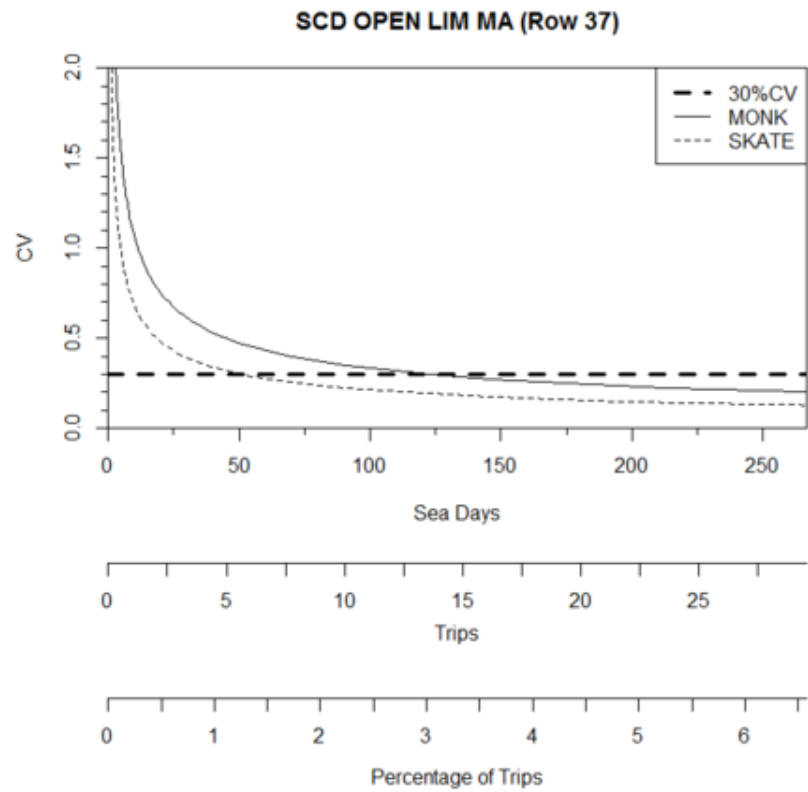 SCD OPEN LIM MA (Row 37)
30%CV
MONK
SKATE
CV
2.0
1.5
1.0
0.5
0.0
0 50 100 150 200 250
Sea Days
0 5 10 15 20 25
Trips
0 1 2 3 4 5 6
Percentage of Trips